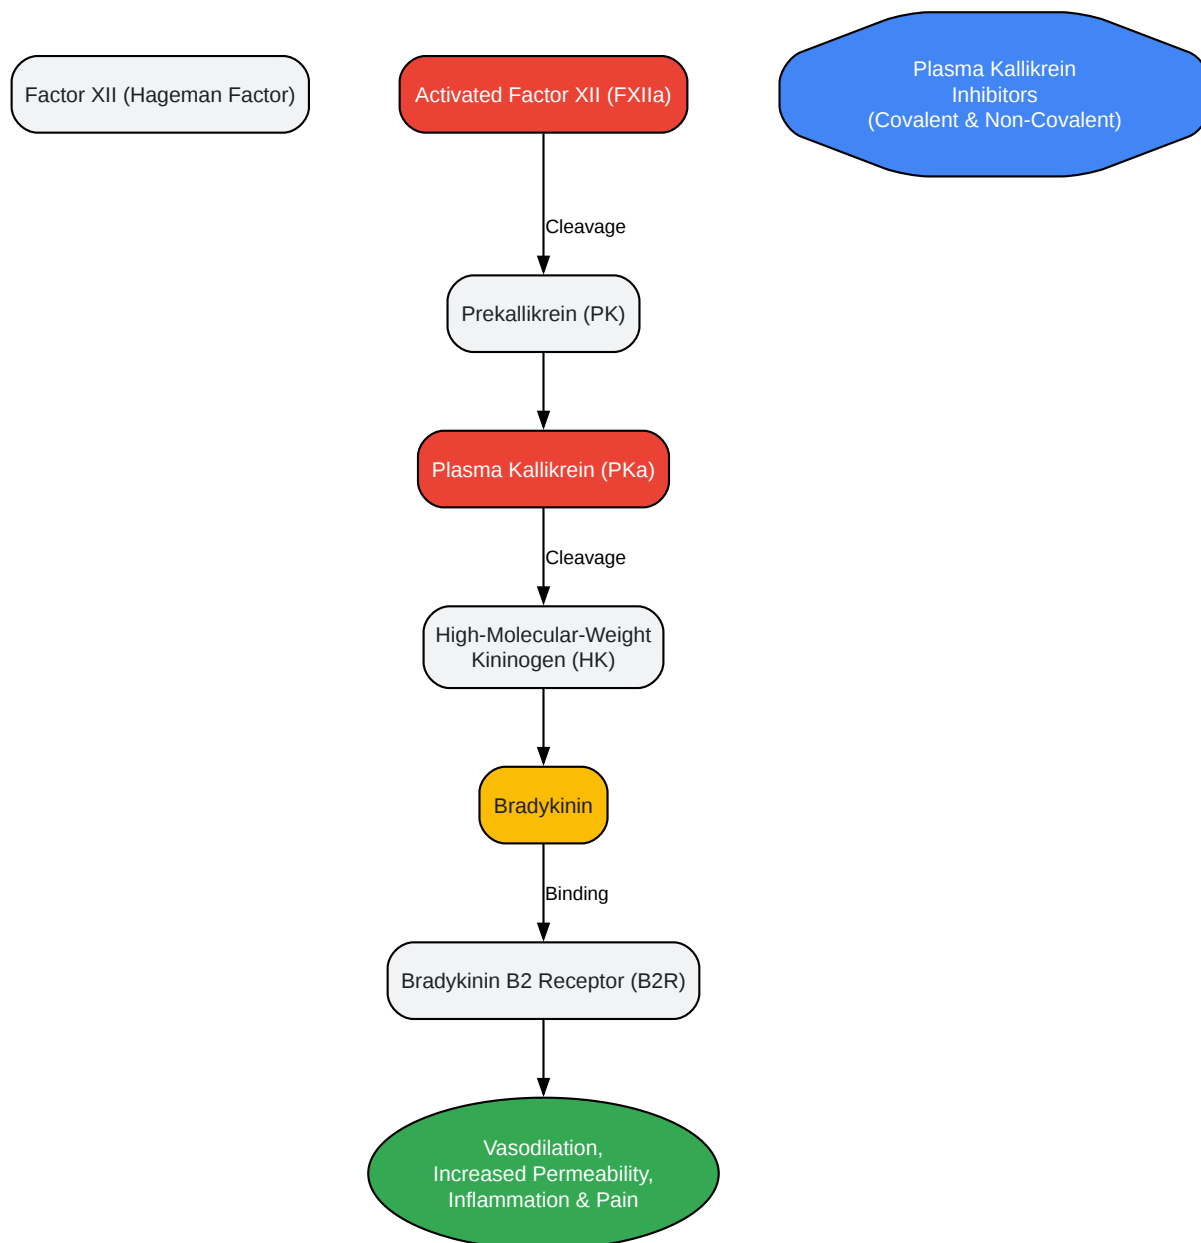 Factor XII (Hageman Factor)
Activated Factor XII (FXIIa)
Plasma Kallikrein
Inhibitors
(Covalent & Non-Covalent)
Cleavage
Prekallikrein (PK)
Plasma Kallikrein (PKa)
Cleavage
High-Molecular-Weight
Kininogen (HK)
Bradykinin
Binding
Bradykinin B2 Receptor (B2R)
Vasodilation,
Increased Permeability,
Inflammation & Pain